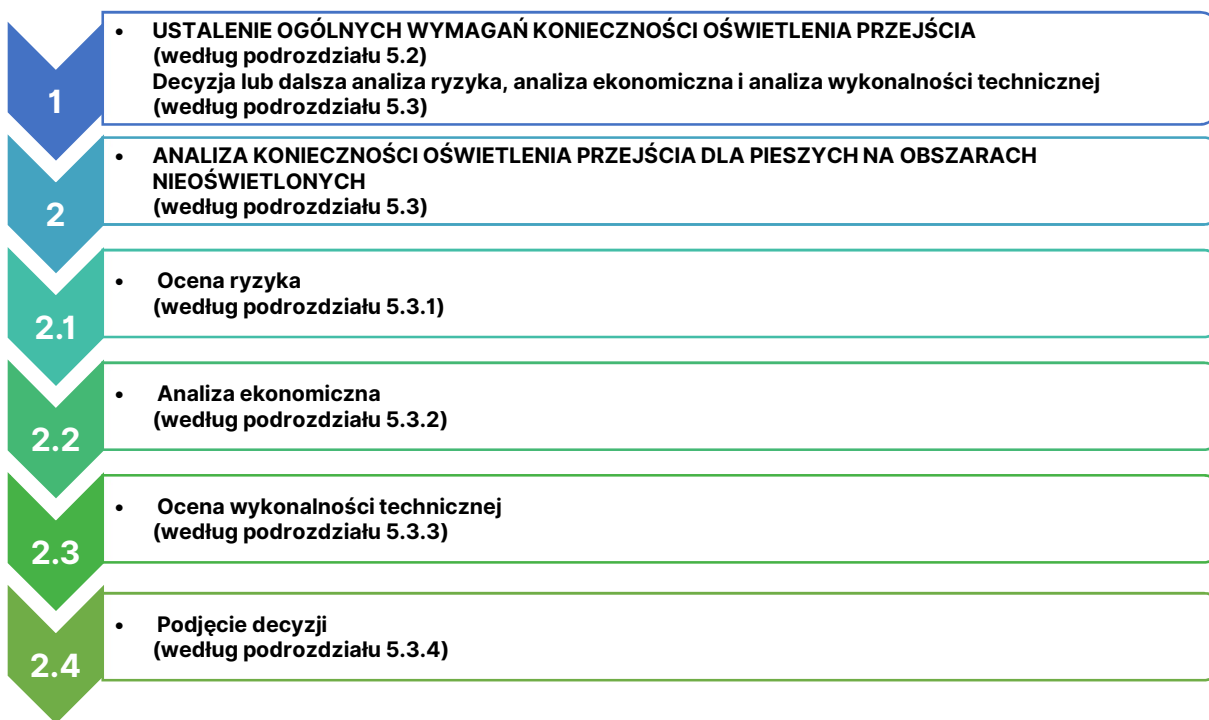 1
• USTALENIE OGÓLNYCH WYMAGAŃ KONIECZNOŚCI OŚWIETLENIA PRZEJŚCIA
(według podrozdziału 5.2)
Decyzja lub dalsza analiza ryzyka, analiza ekonomiczna i analiza wykonalności technicznej
(według podrozdziału 5.3)
2
• ANALIZA KONIECZNOŚCI OŚWIETLENIA PRZEJŚCIA DLA PIESZYCH NA OBSZARACH
NIEOŚWIETLONYCH
(według podrozdziału 5.3)
2.1
• Ocena ryzyka
(według podrozdziału 5.3.1)
2.2
• Analiza ekonomiczna
(według podrozdziału 5.3.2)
2.3
• Ocena wykonalności technicznej
(według podrozdziału 5.3.3)
2.4
• Podjęcie decyzji
(według podrozdziału 5.3.4)